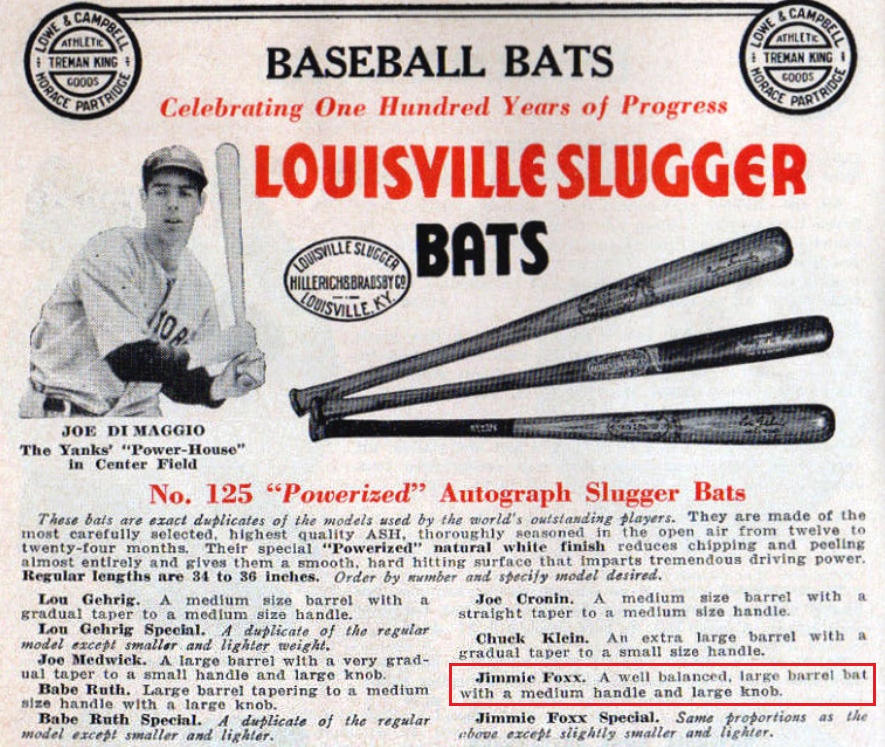 LOWE & CAMPBELL
ATHLETIC
TREMAN KING
GOODS
HORACE PARTRIDGE
LOWE & CAMPBELL
ATHLETIC
TREMAN KING
GOODS
HORACE PARTRIDGE
BASEBALL BATS
Celebrating One Hundred Years of Progress
LOUISVILLE SLUGGER
BATS
LOUISVILLE SLUGGER
HILLERICH & BRADSBY CO
LOUISVILLE, KY.
YOR
JOE DI MAGGIO
The Yanks' "Power-House"
in Center Field
No. 125 "Powerized" Autograph Slugger Bats
These bats are exact duplicates of the models used by the world's outstanding players. They are made of the
most carefully selected, highest quality ASH, thoroughly seasoned in the open air from twelve to
twenty-four months. Their special "Powerized" natural white finish reduces chipping and peeling
almost entirely and gives them a smooth, hard hitting surface that imparts tremendous driving power.
Regular lengths are 34 to 36 inches. Order by number and specify model desired.
Lou Gehrig. A medium size barrel with a
gradual taper to a medium size handle.
Lou Gehrig Special. A duplicate of the regular
model except smaller and lighter weight.
Joe Medwick. A large barrel with a very grad-
ual taper to a small handle and large knob.
Babe Ruth. Large barrel tapering to a medium
size handle with a large knob.
Babe Ruth Special. A duplicate of the regular
model except smaller and lighter.
Joe Cronin. A medium size barrel with a
straight taper to a medium size handle.
Chuck Klein. An extra large barrel with a
gradual taper to a small size handle.
Jimmie Foxx. A well balanced, large barrel bat
with a medium handle and large knob.
Jimmie Foxx Special. Same proportions as the
above except slightly smaller and lighter.